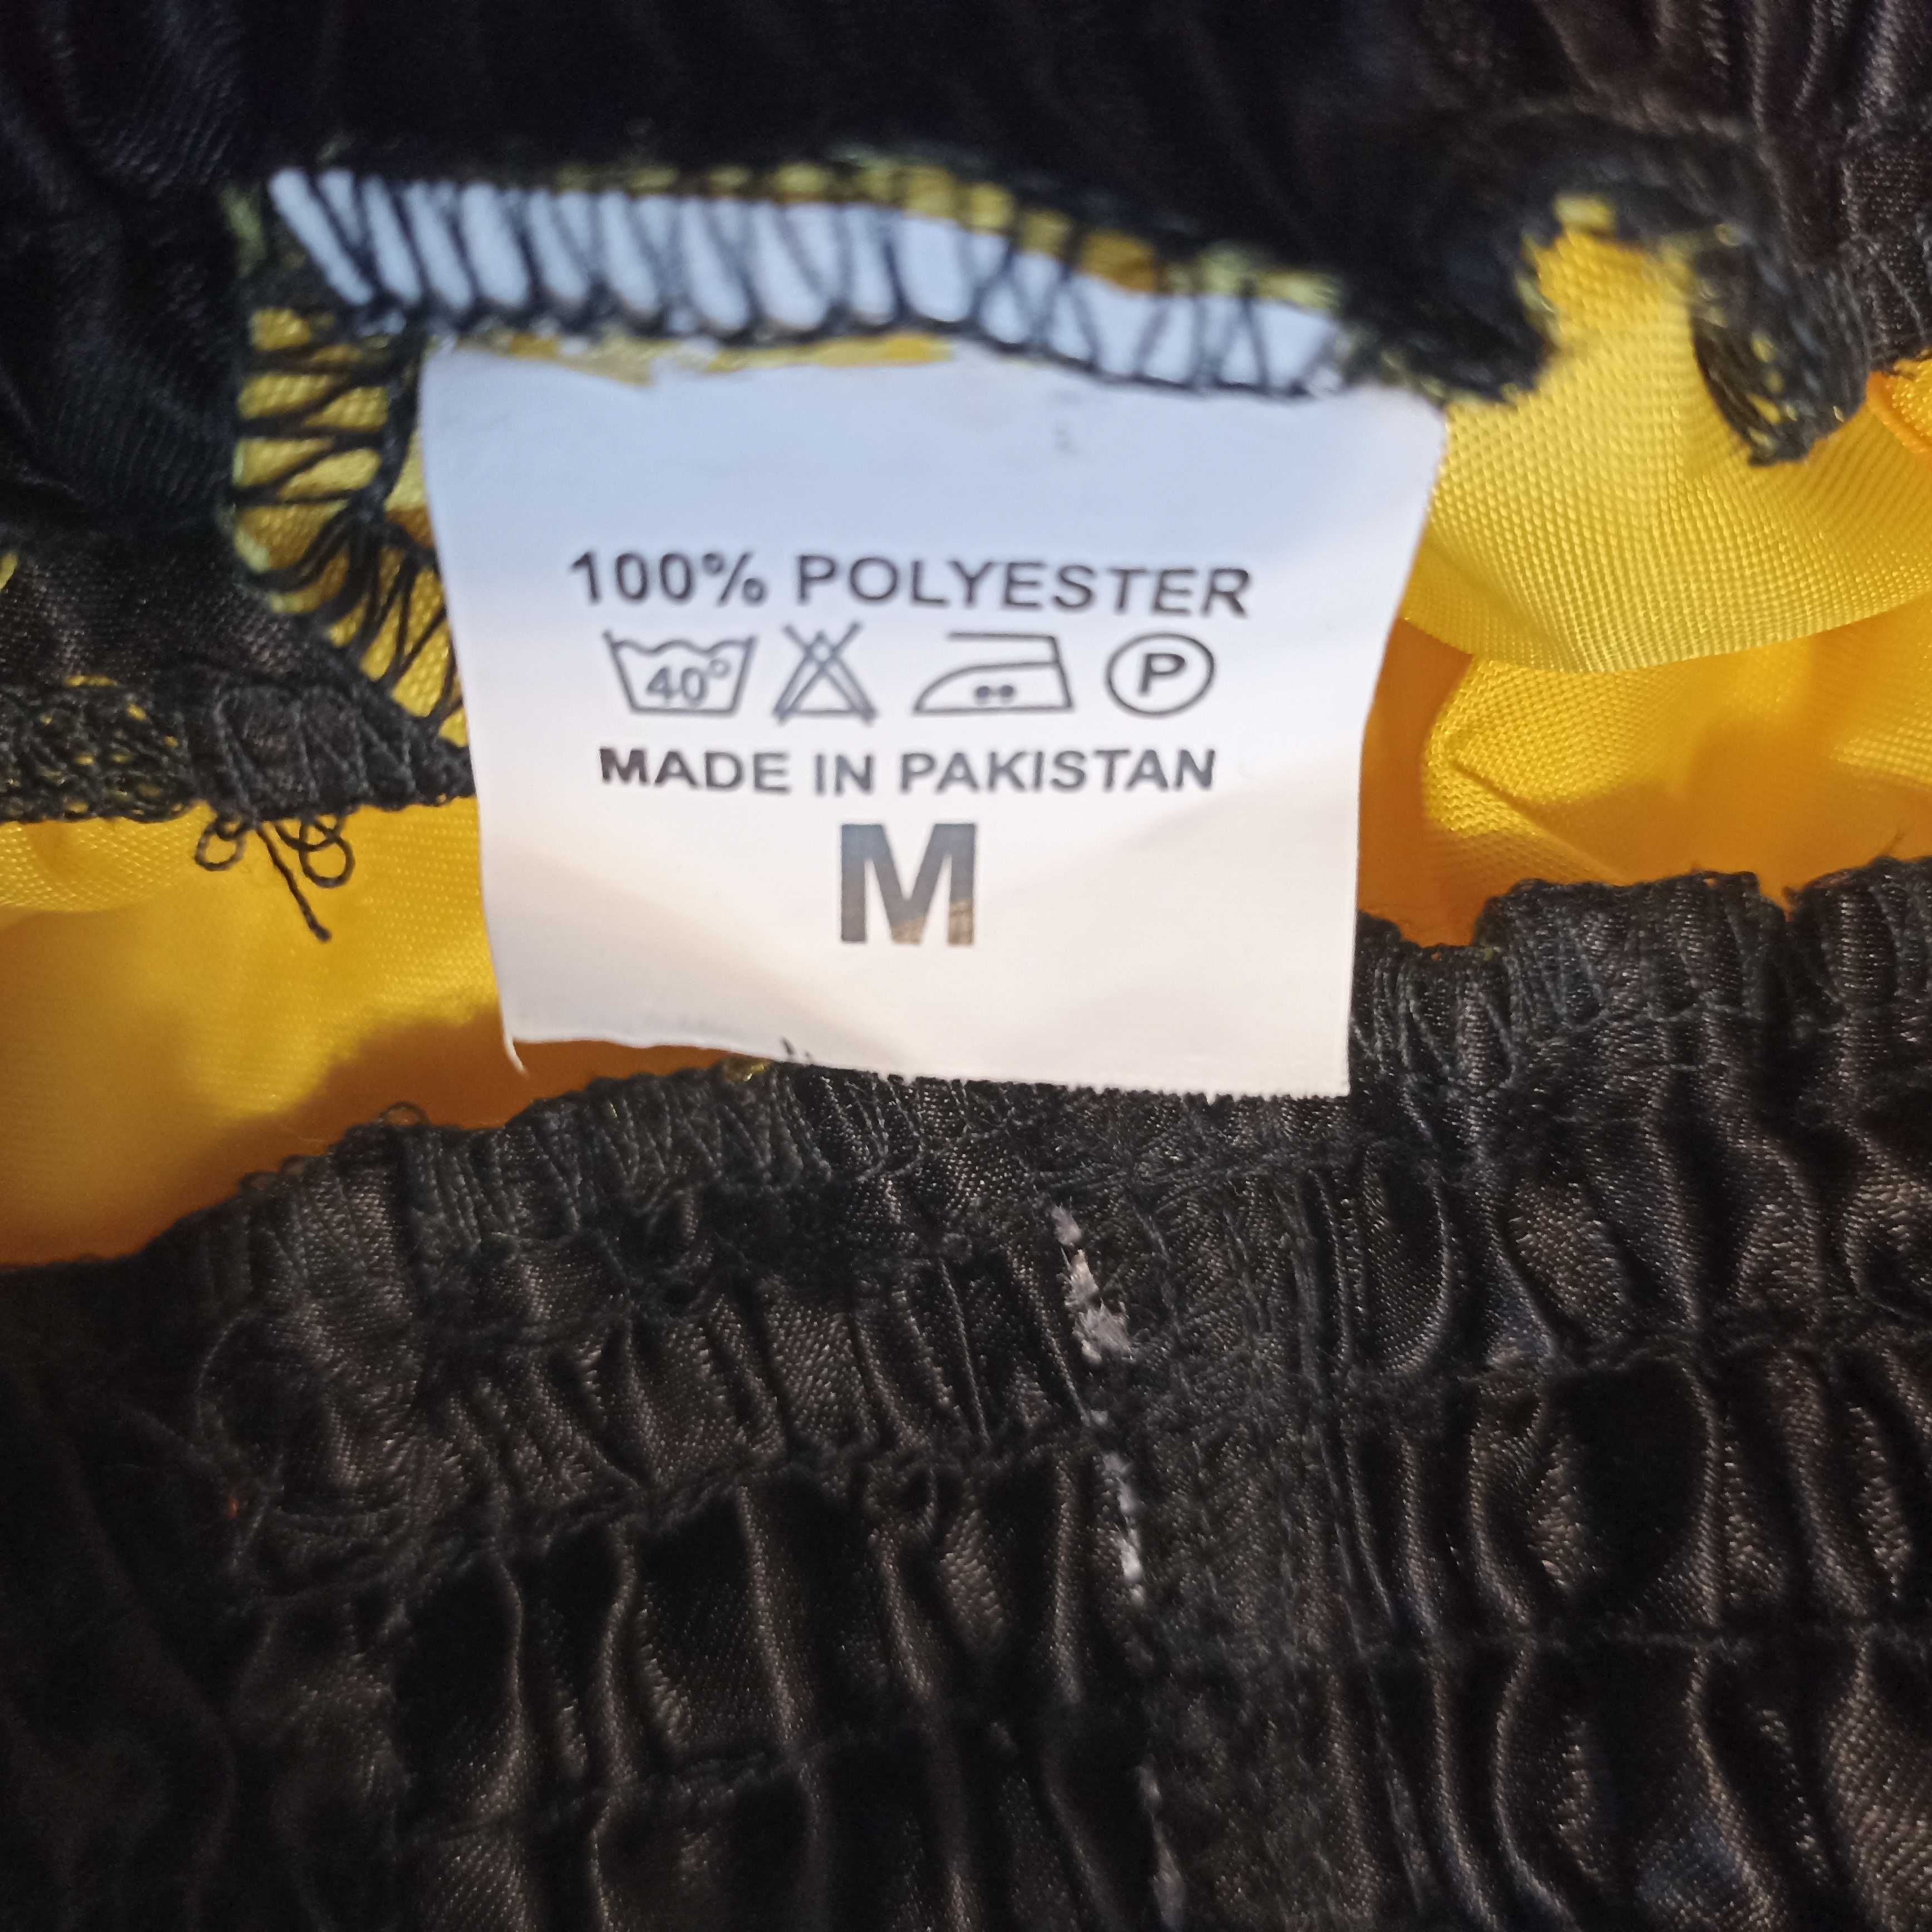 100% POLYESTER
40° P
MADE IN PAKISTAN
M